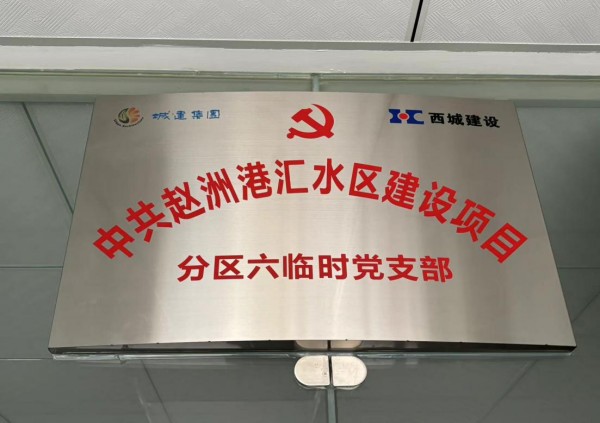 城建集团
西城建设
中共赵洲港汇水区建设项目
分区六临时党支部